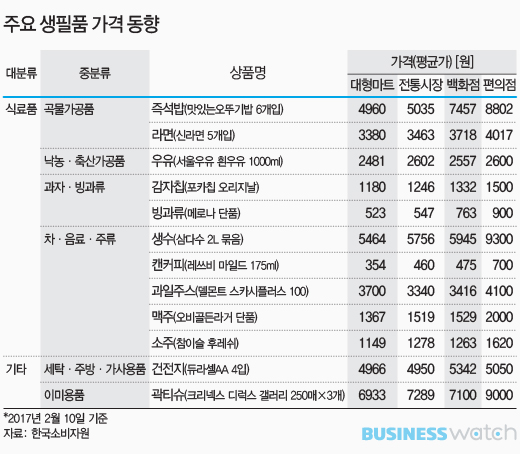 주요 생필품 가격 동향
대분류 중분류 상품명 가격(평균가) [원]
대형마트 전통시장 백화점 편의점
식료품 곡물가공품 즉석밥(맛있는오뚜기밥 6개입) 4960 5035 7457 8802
라면(신라면 5개입) 3380 3463 3718 4017
낙농·축산가공품 우유(서울우유 흰우유 1000ml) 2481 2602 2557 2600
과자·빙과류 감자칩(포카칩 오리지날) 1180 1246 1332 1500
빙과류(메로나 단품) 523 547 763 900
차·음료·주류 생수(삼다수 2L 묶음) 5464 5756 5945 9300
캔커피(레쓰비 마일드 175ml) 354 460 475 700
과일주스(델몬트 스카시플러스 100) 3700 3340 3416 4100
맥주(오비골든라거 단품) 1367 1519 1529 2000
소주(참이슬 후레쉬) 1149 1278 1263 1620
기타 세탁·주방·가사용품 건전지(듀라셀AA 4입) 4966 4950 5342 5050
이미용품 곽티슈(크리넥스 디럭스 갤러리 250매×3개) 6933 7289 7100 9000
*2017년 2월 10일 기준
자료: 한국소비자원
BUSINESSwatch